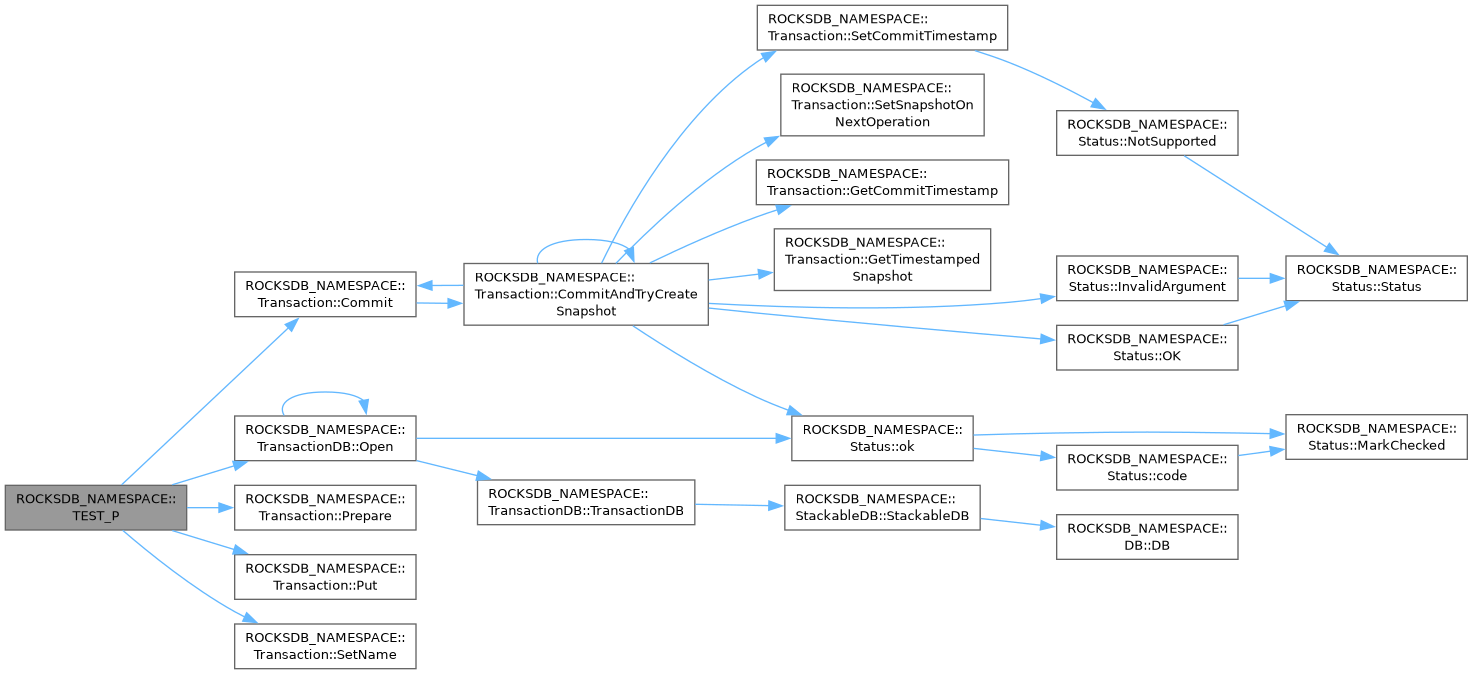 ROCKSDB_NAMESPACE::
TEST_P
ROCKSDB_NAMESPACE::
Transaction::Commit
ROCKSDB_NAMESPACE::
Transaction::CommitAndTryCreate
Snapshot
ROCKSDB_NAMESPACE::
Transaction::SetCommitTimestamp
ROCKSDB_NAMESPACE::
Status::NotSupported
ROCKSDB_NAMESPACE::
Status::Status
ROCKSDB_NAMESPACE::
Transaction::SetSnapshotOn
NextOperation
ROCKSDB_NAMESPACE::
Transaction::GetCommitTimestamp
ROCKSDB_NAMESPACE::
Transaction::GetTimestamped
Snapshot
ROCKSDB_NAMESPACE::
Status::InvalidArgument
ROCKSDB_NAMESPACE::
Status::OK
ROCKSDB_NAMESPACE::
Status::ok
ROCKSDB_NAMESPACE::
Status::MarkChecked
ROCKSDB_NAMESPACE::
Status::code
ROCKSDB_NAMESPACE::
TransactionDB::Open
ROCKSDB_NAMESPACE::
TransactionDB::TransactionDB
ROCKSDB_NAMESPACE::
StackableDB::StackableDB
ROCKSDB_NAMESPACE::
DB::DB
ROCKSDB_NAMESPACE::
Transaction::Prepare
ROCKSDB_NAMESPACE::
Transaction::Put
ROCKSDB_NAMESPACE::
Transaction::SetName